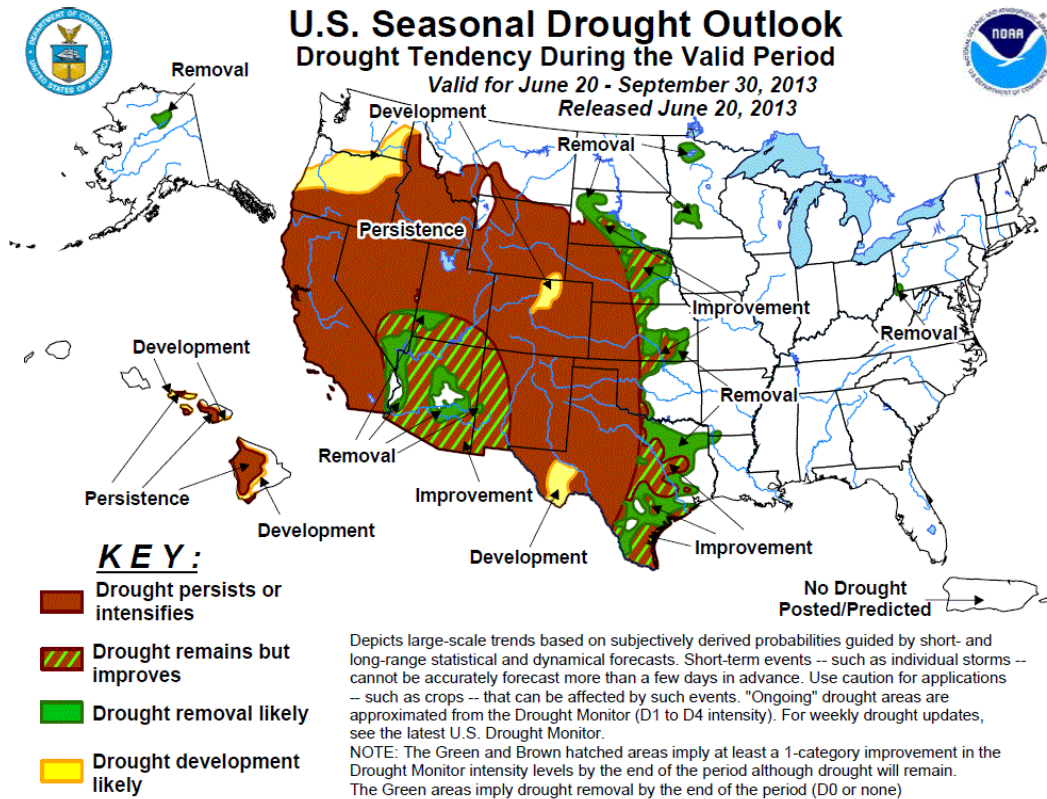 U.S. Seasonal Drought Outlook
Drought Tendency During the Valid Period
Valid for June 20 - September 30, 2013
Released June 20, 2013
DEPARTMENT OF COMMERCE
UNITED STATES OF AMERICA
NOAA
Removal
Development
Removal
Persistence
Improvement
Removal
Development
Removal
Removal
Persistence
Improvement
Development
Development
Improvement
K E Y :
Drought persists or
intensifies
Drought remains but
improves
Drought removal likely
Drought development
likely
No Drought
Posted/Predicted
Depicts large-scale trends based on subjectively derived probabilities guided by short- and
long-range statistical and dynamical forecasts. Short-term events -- such as individual storms --
cannot be accurately forecast more than a few days in advance. Use caution for applications
-- such as crops -- that can be affected by such events. "Ongoing" drought areas are
approximated from the Drought Monitor (D1 to D4 intensity). For weekly drought updates,
see the latest U.S. Drought Monitor.
NOTE: The Green and Brown hatched areas imply at least a 1-category improvement in the
Drought Monitor intensity levels by the end of the period although drought will remain.
The Green areas imply drought removal by the end of the period (D0 or none)